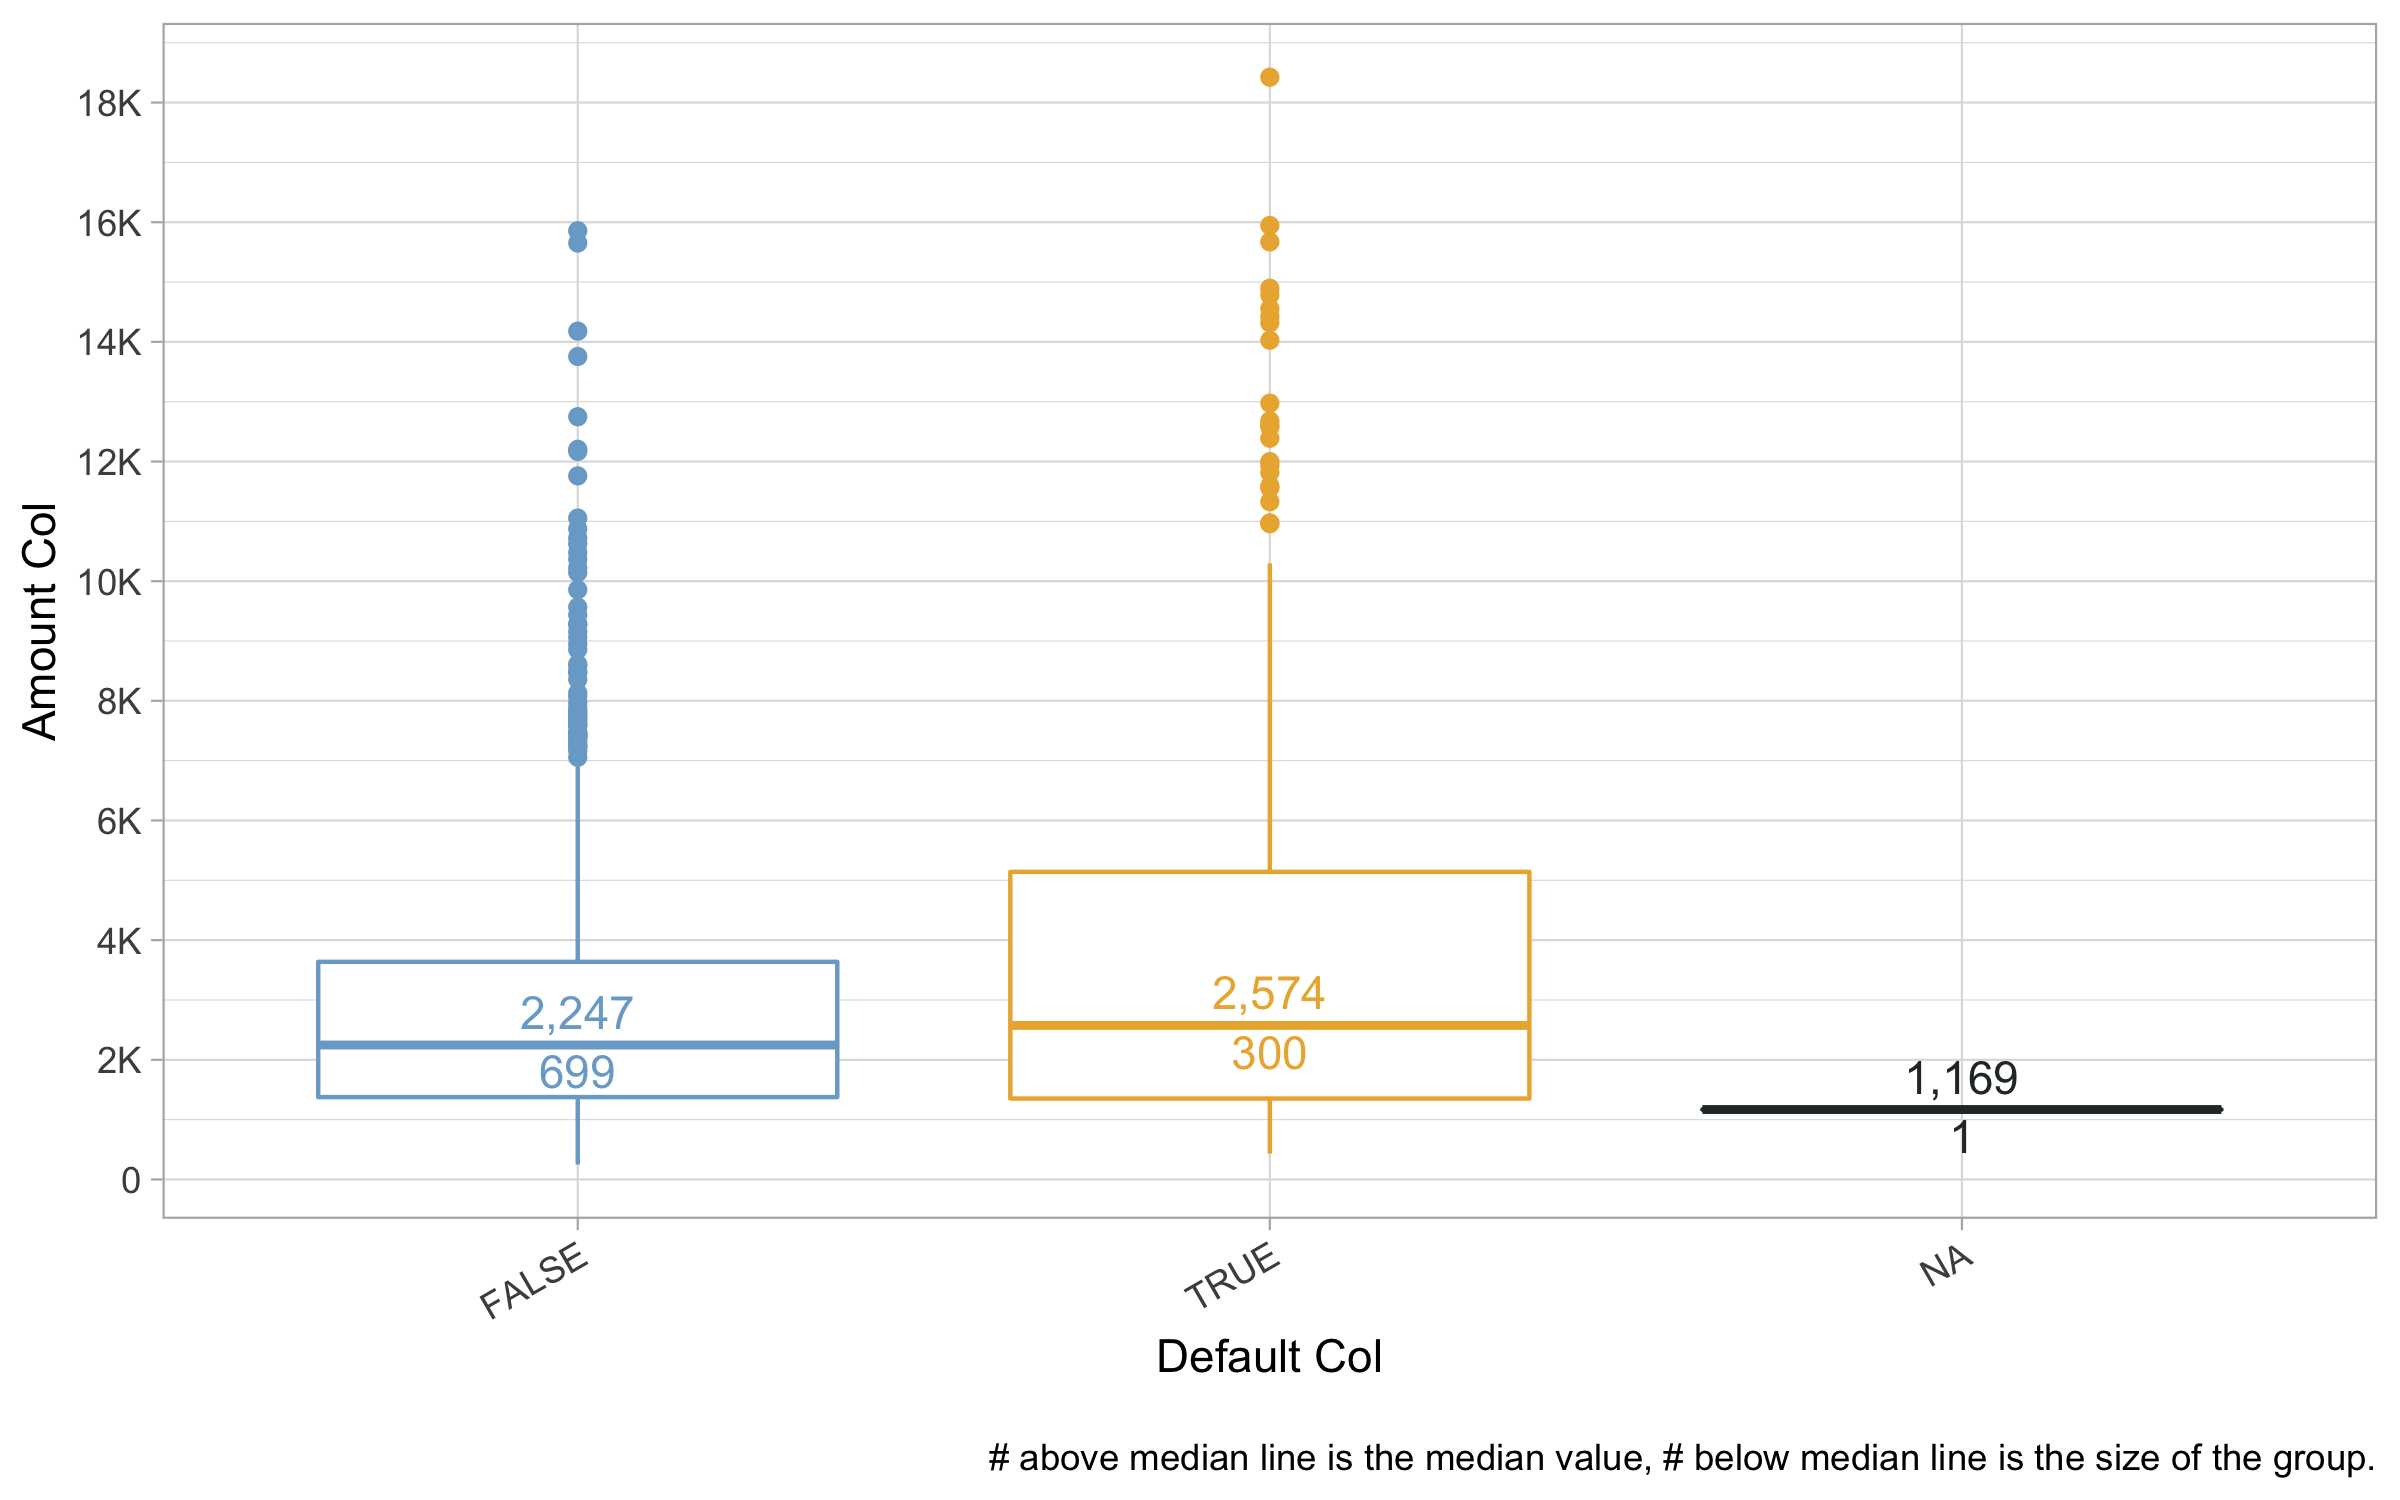 18K
16K
14K
12K
10K
8K
6K
4K
2K
0
Amount Col
2,247
699
2,574
300
1,169
1
FALSE
TRUE
NA
Default Col
# above median line is the median value, # below median line is the size of the group.